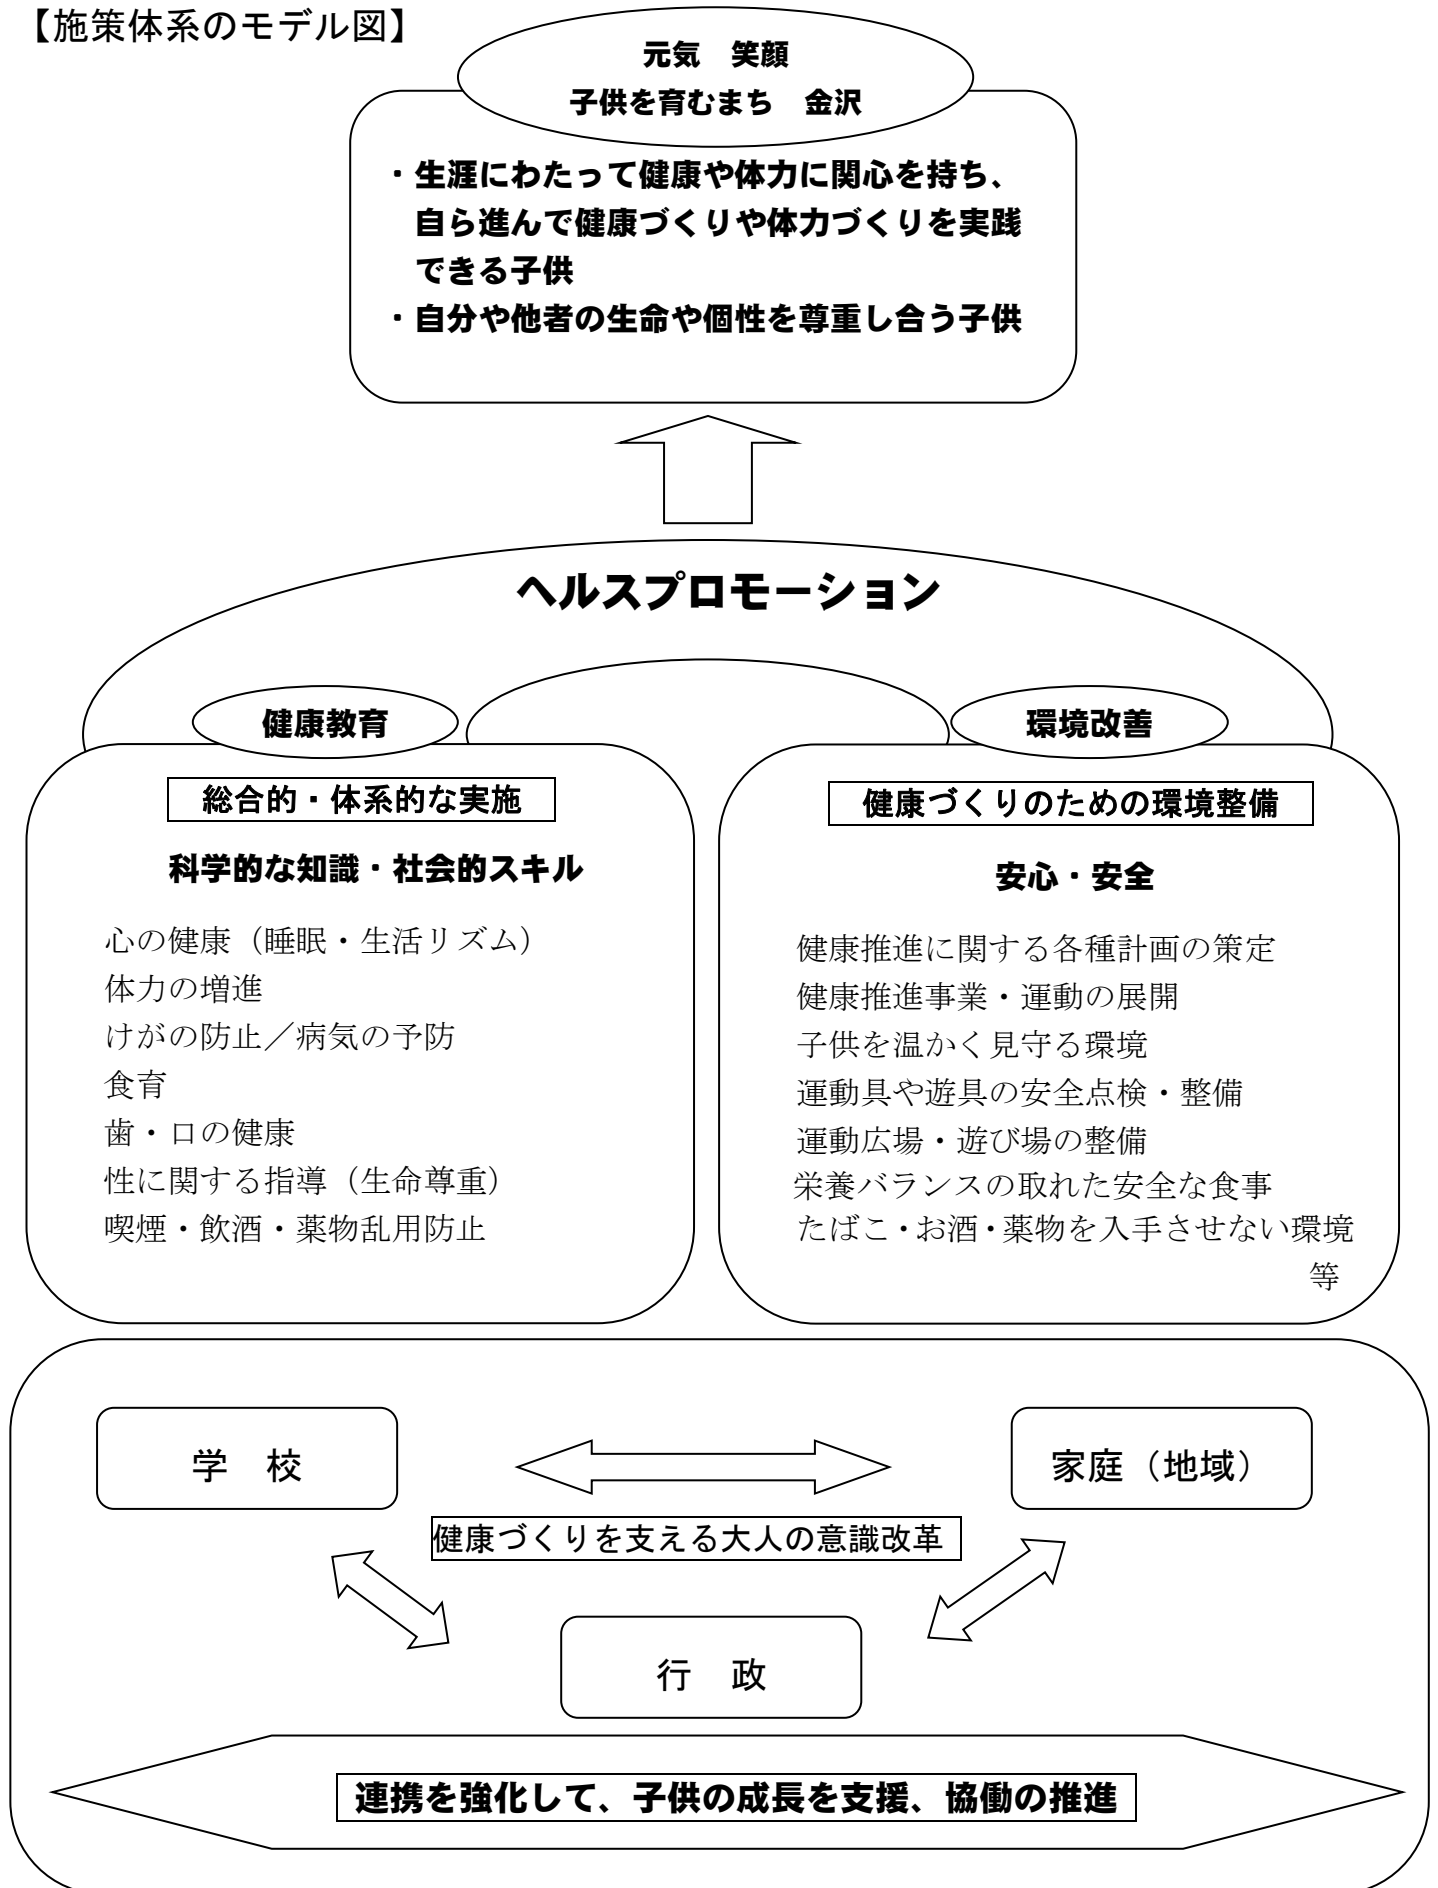 【施策体系のモデル図】
元気　笑顔
子供を育むまち　金沢
・生涯にわたって健康や体力に関心を持ち、
自ら進んで健康づくりや体力づくりを実践
できる子供
・自分や他者の生命や個性を尊重し合う子供
ヘルスプロモーション
健康教育
総合的・体系的な実施
科学的な知識・社会的スキル
心の健康（睡眠・生活リズム）
体力の増進
けがの防止／病気の予防
食育
歯・口の健康
性に関する指導（生命尊重）
喫煙・飲酒・薬物乱用防止
環境改善
健康づくりのための環境整備
安心・安全
健康推進に関する各種計画の策定
健康推進事業・運動の展開
子供を温かく見守る環境
運動具や遊具の安全点検・整備
運動広場・遊び場の整備
栄養バランスの取れた安全な食事
たばこ・お酒・薬物を入手させない環境
等
学　校
家庭（地域）
健康づくりを支える大人の意識改革
行　政
連携を強化して、子供の成長を支援、協働の推進